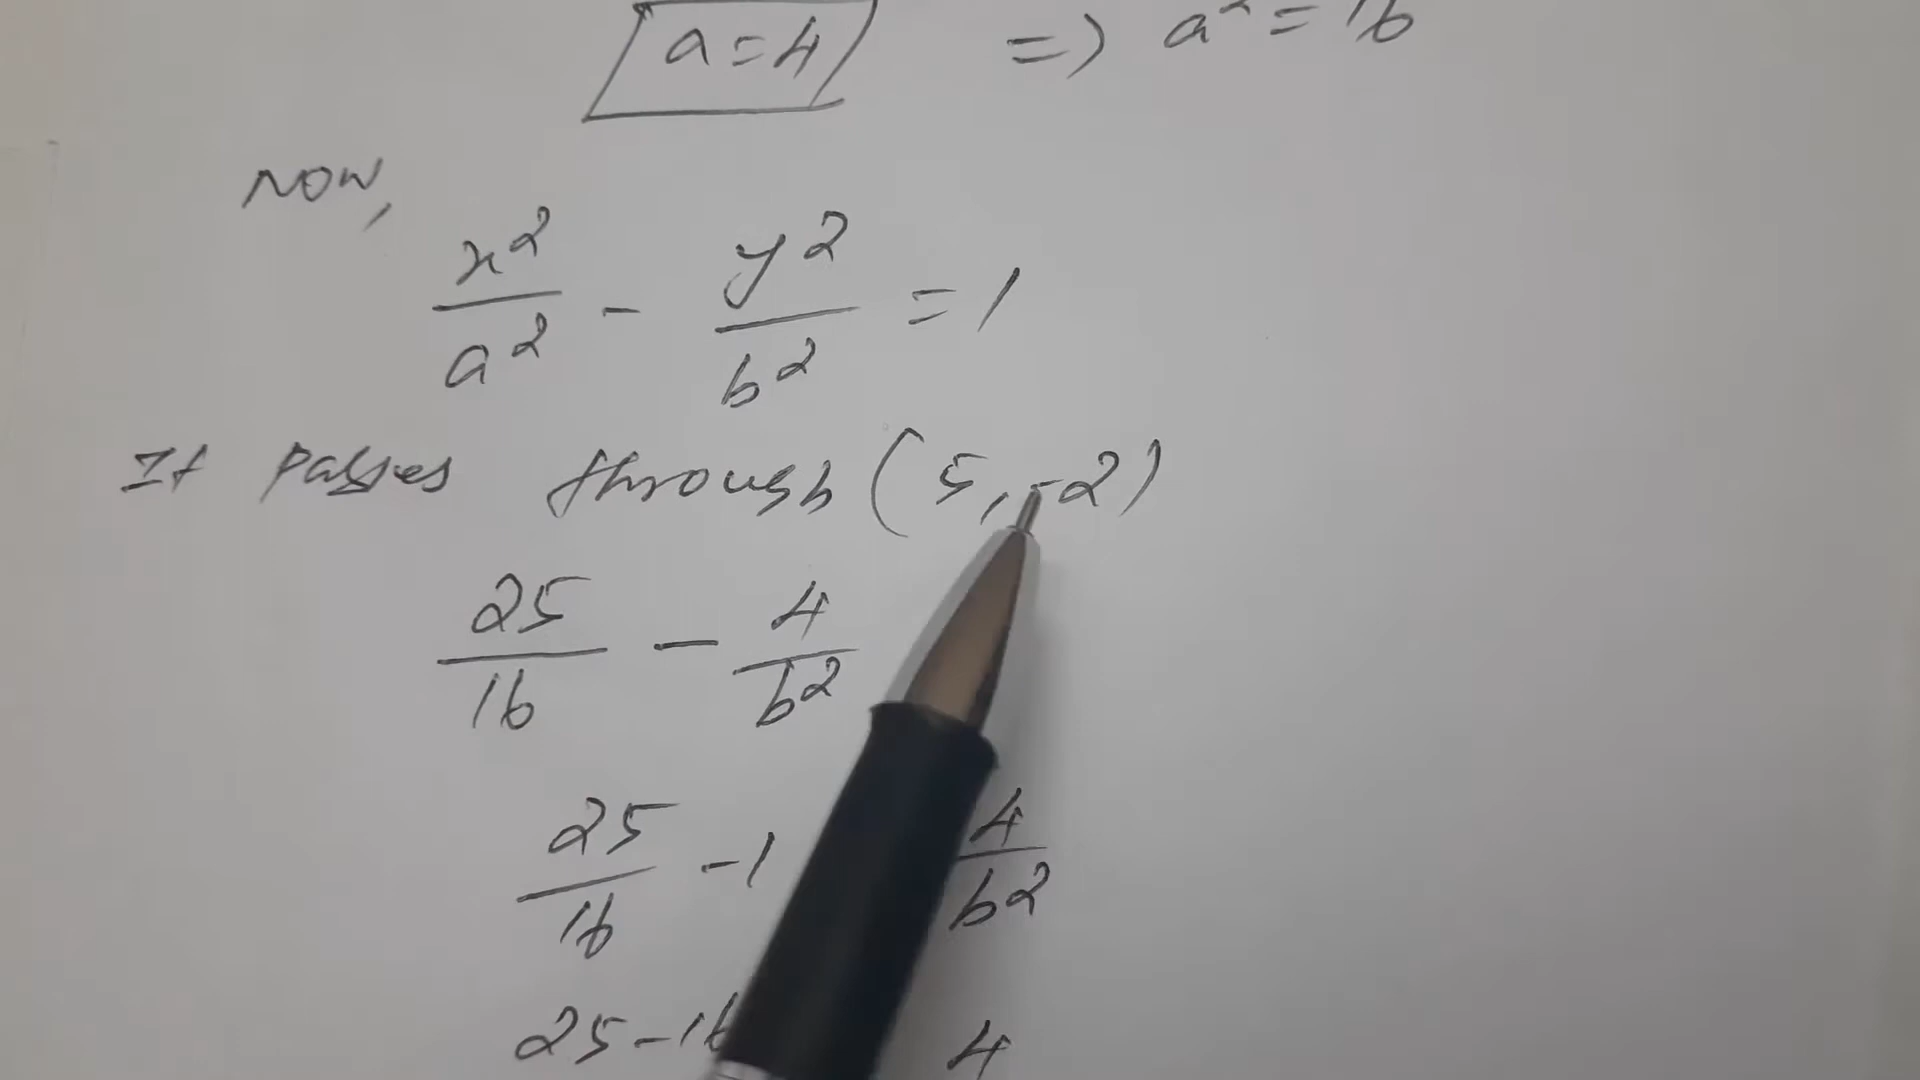 a = 4 => a² = 16
Now,
x²/a² - y²/b² = 1
It passes through (5, -2)
25/16 - 4/b²
25/16 - 1 4/b²
25 - 16 4